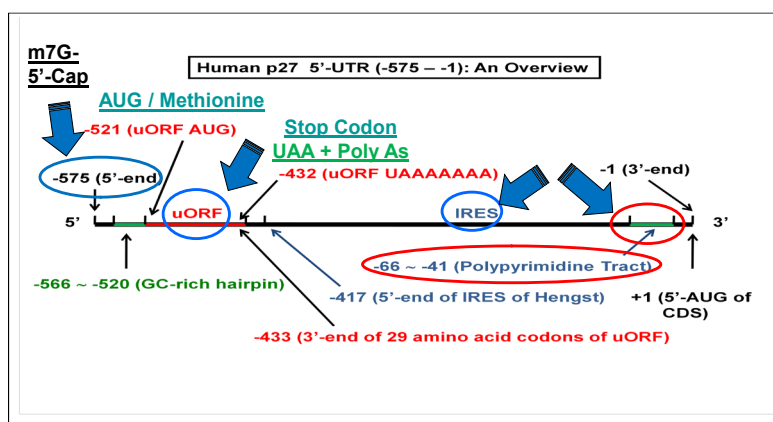 m7G-
5'-Cap
Human p27  5'-UTR (-575 – -1): An Overview
AUG / Methionine
-521 (uORF AUG)
Stop Codon
UAA + Poly As
-432 (uORF UAAAAAAA)
-575 (5'-end)
-1 (3'-end)
5'
uORF
IRES
3'
-66 ~ -41 (Polypyrimidine Tract)
-566 ~ -520 (GC-rich hairpin)
-417 (5'-end of IRES of Hengst)
+1 (5'-AUG of
CDS)
-433 (3'-end of 29 amino acid codons of uORF)